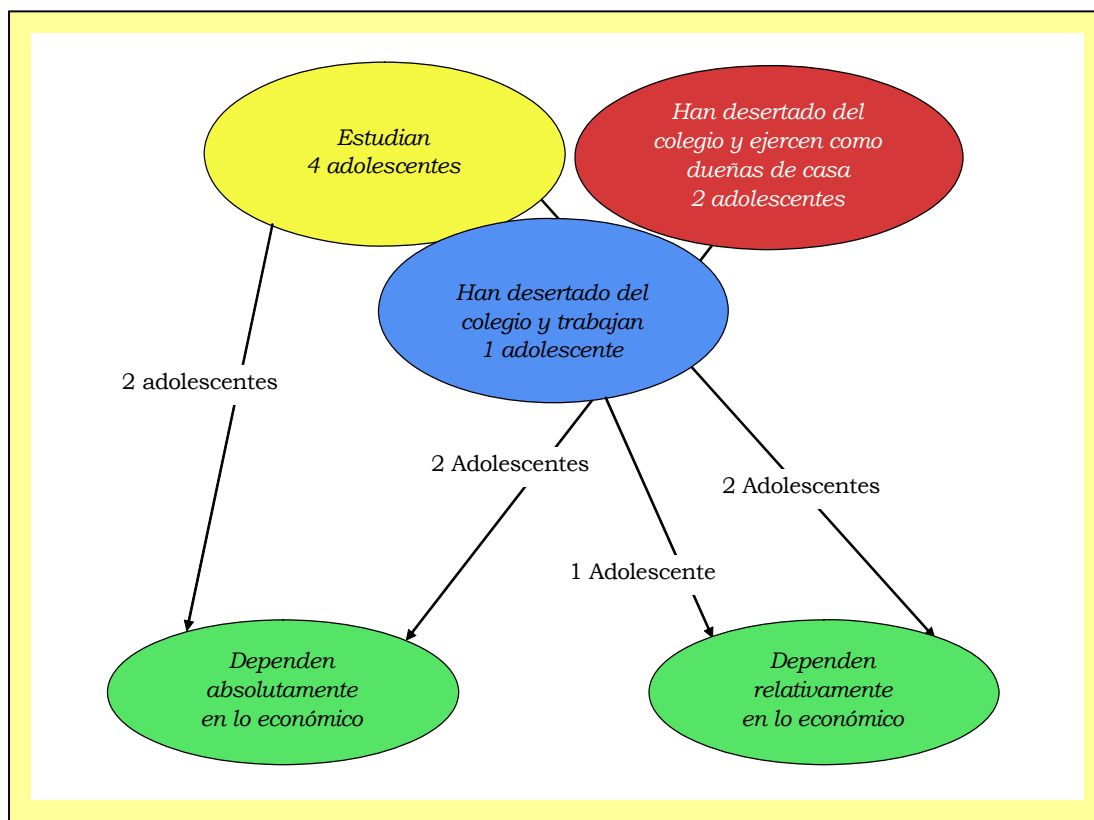 Estudian
4 adolescentes
Han desertado del
colegio y ejercen como
dueñas de casa
2 adolescentes
Han desertado del
colegio y trabajan
1 adolescente
2 adolescentes
2 Adolescentes
2 Adolescentes
1 Adolescente
Dependen
absolutamente
en lo económico
Dependen
relativamente
en lo económico